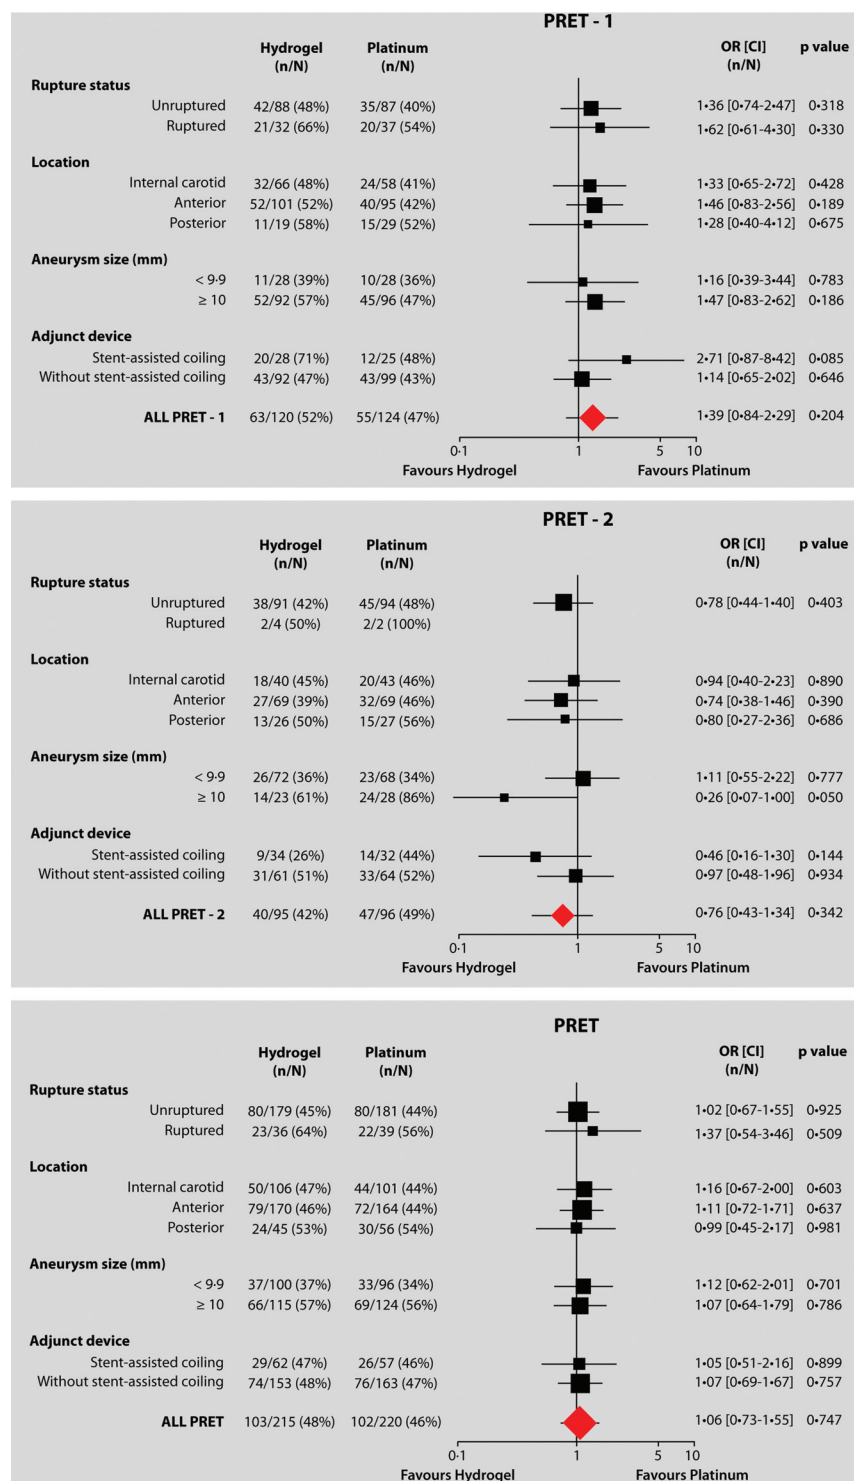 PRET - 1
Hydrogel Platinum OR [CI] p value
(n/N) (n/N) (n/N)
Rupture status
Unruptured 42/88 (48%) 35/87 (40%) 1•36 [0•74-2•47] 0•318
Ruptured 21/32 (66%) 20/37 (54%) 1•62 [0•61-4•30] 0•330
Location
Internal carotid 32/66 (48%) 24/58 (41%) 1•33 [0•65-2•72] 0•428
Anterior 52/101 (52%) 40/95 (42%) 1•46 [0•83-2•56] 0•189
Posterior 11/19 (58%) 15/29 (52%) 1•28 [0•40-4•12] 0•675
Aneurysm size (mm)
< 9·9 11/28 (39%) 10/28 (36%) 1•16 [0•39-3•44] 0•783
≥ 10 52/92 (57%) 45/96 (47%) 1•47 [0•83-2•62] 0•186
Adjunct device
Stent-assisted coiling 20/28 (71%) 12/25 (48%) 2•71 [0•87-8•42] 0•085
Without stent-assisted coiling 43/92 (47%) 43/99 (43%) 1•14 [0•65-2•02] 0•646
ALL PRET - 1 63/120 (52%) 55/124 (47%) 1•39 [0•84-2•29] 0•204
0·1 1 5 10
Favours Hydrogel Favours Platinum
PRET - 2
Hydrogel Platinum OR [CI] p value
(n/N) (n/N) (n/N)
Rupture status
Unruptured 38/91 (42%) 45/94 (48%) 0•78 [0•44-1•40] 0•403
Ruptured 2/4 (50%) 2/2 (100%)
Location
Internal carotid 18/40 (45%) 20/43 (46%) 0•94 [0•40-2•23] 0•890
Anterior 27/69 (39%) 32/69 (46%) 0•74 [0•38-1•46] 0•390
Posterior 13/26 (50%) 15/27 (56%) 0•80 [0•27-2•36] 0•686
Aneurysm size (mm)
< 9·9 26/72 (36%) 23/68 (34%) 1•11 [0•55-2•22] 0•777
≥ 10 14/23 (61%) 24/28 (86%) 0•26 [0•07-1•00] 0•050
Adjunct device
Stent-assisted coiling 9/34 (26%) 14/32 (44%) 0•46 [0•16-1•30] 0•144
Without stent-assisted coiling 31/61 (51%) 33/64 (52%) 0•97 [0•48-1•96] 0•934
ALL PRET - 2 40/95 (42%) 47/96 (49%) 0•76 [0•43-1•34] 0•342
0·1 1 5 10
Favours Hydrogel Favours Platinum
PRET
Hydrogel Platinum OR [CI] p value
(n/N) (n/N) (n/N)
Rupture status
Unruptured 80/179 (45%) 80/181 (44%) 1•02 [0•67-1•55] 0•925
Ruptured 23/36 (64%) 22/39 (56%) 1•37 [0•54-3•46] 0•509
Location
Internal carotid 50/106 (47%) 44/101 (44%) 1•16 [0•67-2•00] 0•603
Anterior 79/170 (46%) 72/164 (44%) 1•11 [0•72-1•71] 0•637
Posterior 24/45 (53%) 30/56 (54%) 0•99 [0•45-2•17] 0•981
Aneurysm size (mm)
< 9·9 37/100 (37%) 33/96 (34%) 1•12 [0•62-2•01] 0•701
≥ 10 66/115 (57%) 69/124 (56%) 1•07 [0•64-1•79] 0•786
Adjunct device
Stent-assisted coiling 29/62 (47%) 26/57 (46%) 1•05 [0•51-2•16] 0•899
Without stent-assisted coiling 74/153 (48%) 76/163 (47%) 1•07 [0•69-1•67] 0•757
ALL PRET 103/215 (48%) 102/220 (46%) 1•06 [0•73-1•55] 0•747
0·1 1 5 10
Favours Hydrogel Favours Platinum